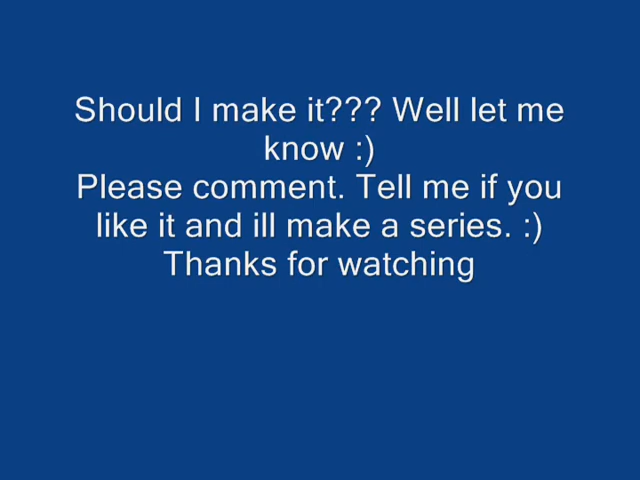 Should I make it??? Well let me
know :)
Please comment. Tell me if you
like it and ill make a series. :)
Thanks for watching